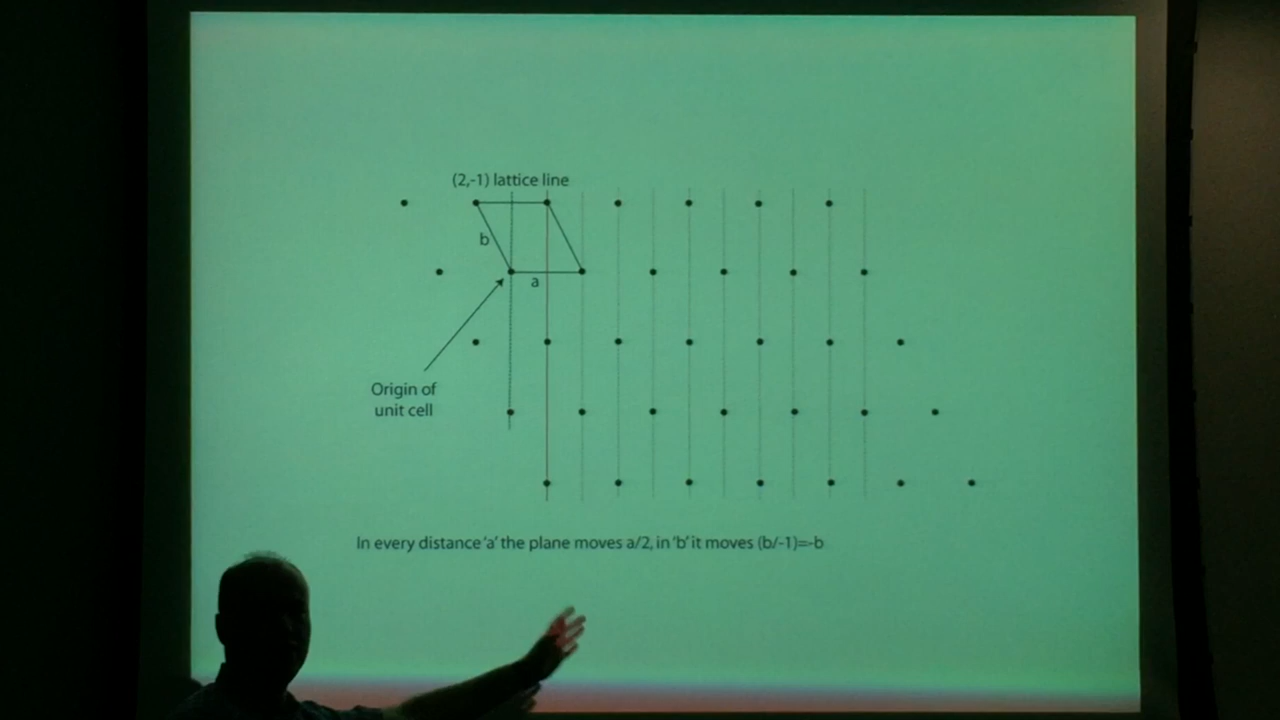 (2,-1) lattice line
b
a
Origin of
unit cell
In every distance 'a' the plane moves a/2, in 'b' it moves (b/-1)=-b